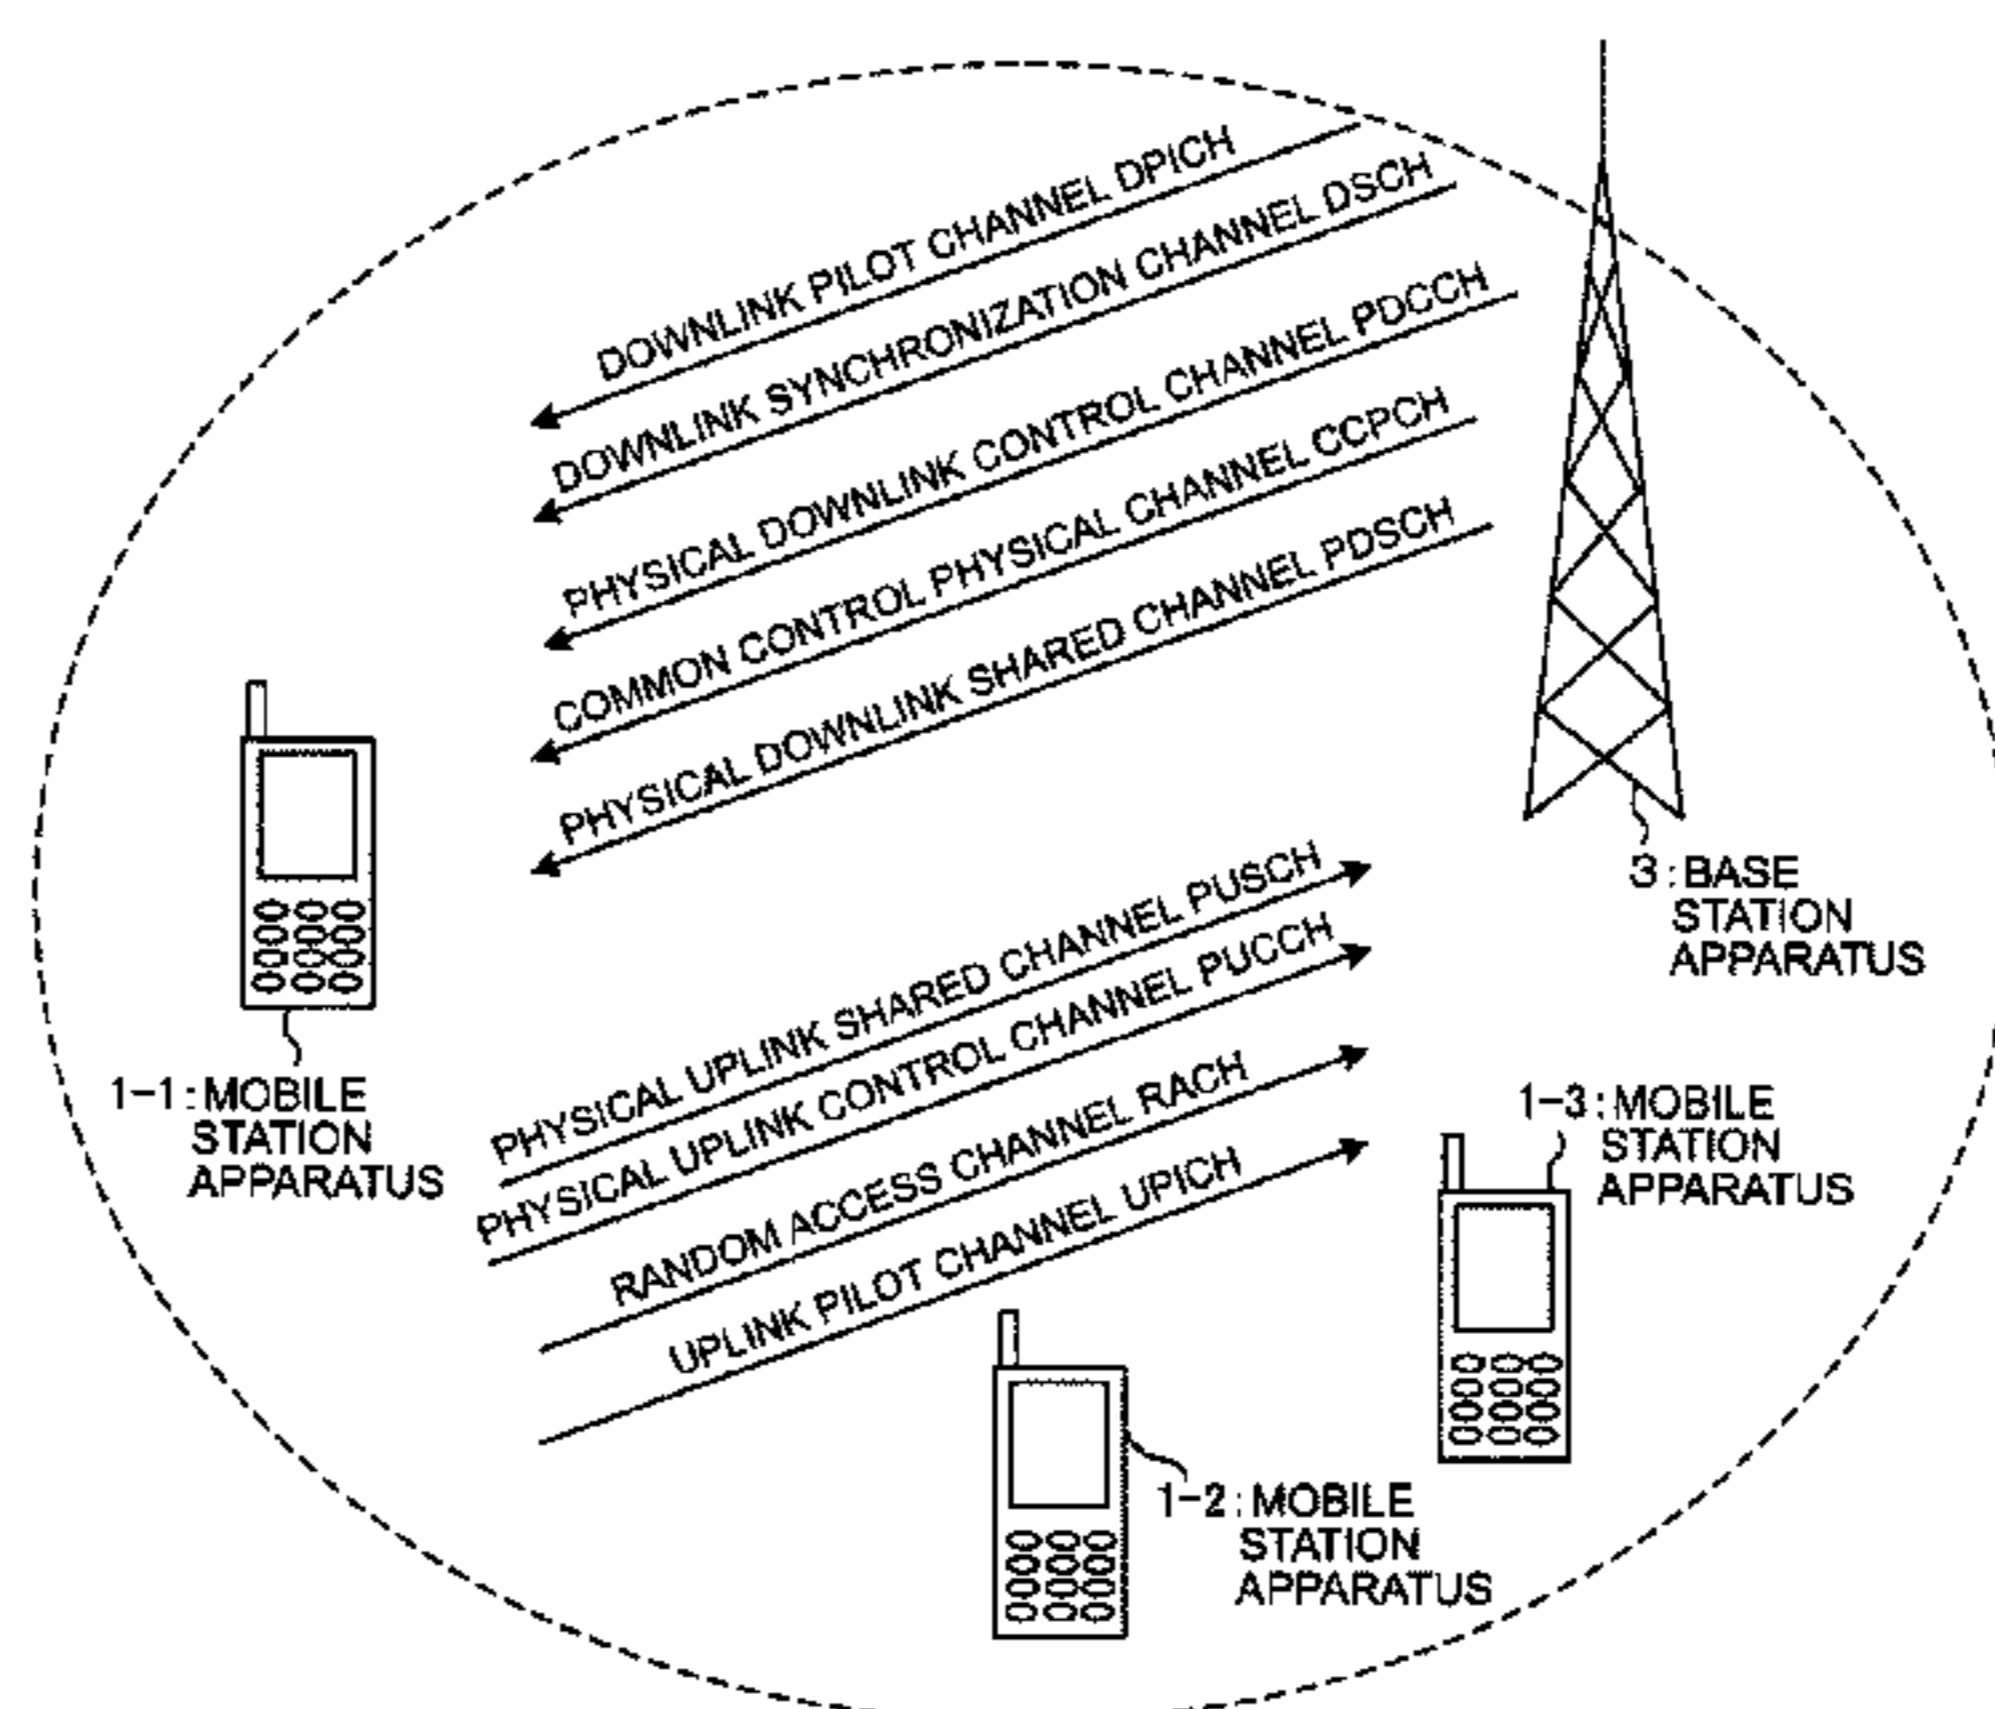 DOWNLINK PILOT CHANNEL DPICH
DOWNLINK SYNCHRONIZATION CHANNEL DSCH
PHYSICAL DOWNLINK CONTROL CHANNEL PDCCH
COMMON CONTROL PHYSICAL CHANNEL CCPCH
PHYSICAL DOWNLINK SHARED CHANNEL PDSCH
3:BASE
STATION
APPARATUS
PHYSICAL UPLINK SHARED CHANNEL PUSCH
PHYSICAL UPLINK CONTROL CHANNEL PUCCH
RANDOM ACCESS CHANNEL RACH
UPLINK PILOT CHANNEL UPICH
1-1:MOBILE
STATION
APPARATUS
1-3:MOBILE
STATION
APPARATUS
1-2:MOBILE
STATION
APPARATUS